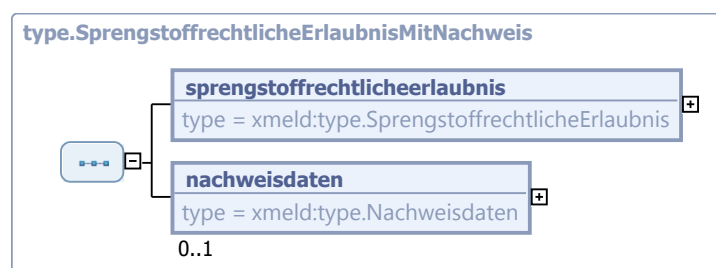 type.SprengstoffrechtlicheErlaubnisMitNachweis
sprengstoffrechtlicheerlaubnis
type = xmeld:type.SprengstoffrechtlicheErlaubnis
nachweisdaten
type = xmeld:type.Nachweisdaten
0..1